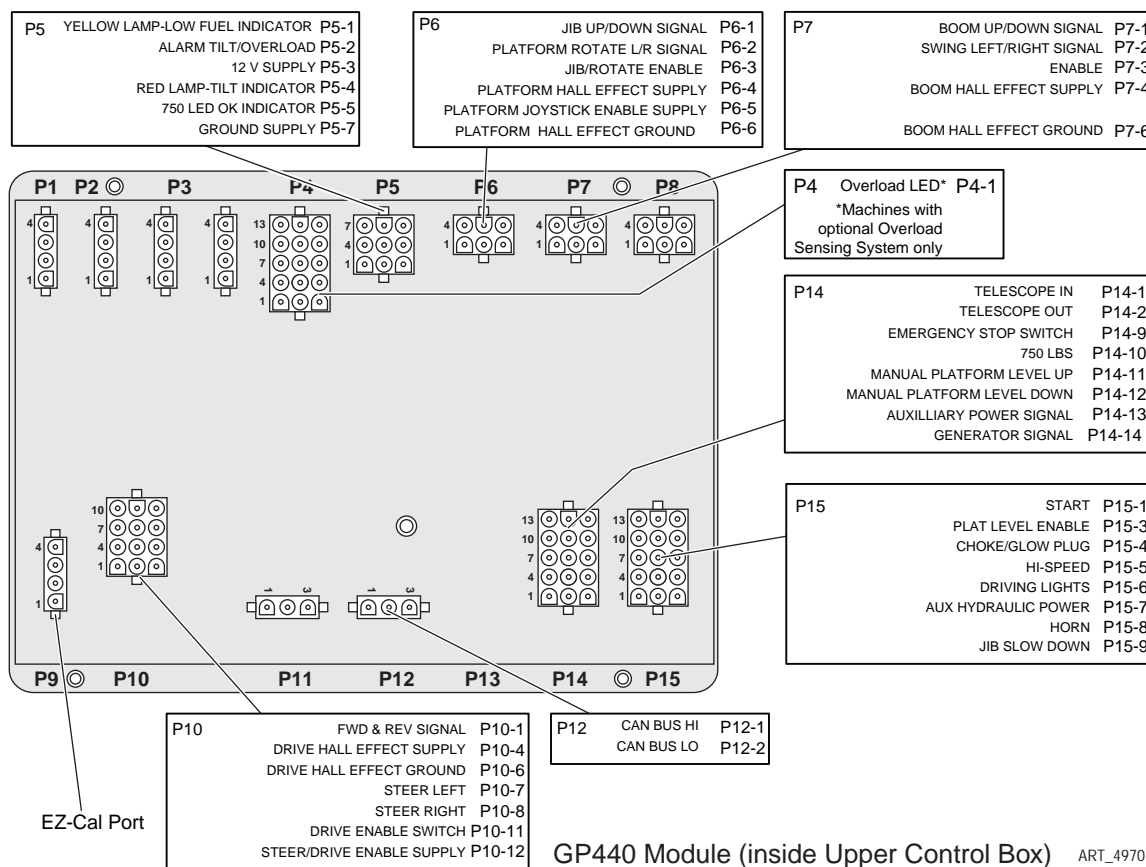 P5 YELLOW LAMP-LOW FUEL INDICATOR P5-1
ALARM TILT/OVERLOAD P5-2
12 V SUPPLY P5-3
RED LAMP-TILT INDICATOR P5-4
750 LED OK INDICATOR P5-5
GROUND SUPPLY P5-7
P6 JIB UP/DOWN SIGNAL P6-1
PLATFORM ROTATE L/R SIGNAL P6-2
JIB/ROTATE ENABLE P6-3
PLATFORM HALL EFFECT SUPPLY P6-4
PLATFORM JOYSTICK ENABLE SUPPLY P6-5
PLATFORM HALL EFFECT GROUND P6-6
P7 BOOM UP/DOWN SIGNAL P7-1
SWING LEFT/RIGHT SIGNAL P7-2
ENABLE P7-3
BOOM HALL EFFECT SUPPLY P7-4
BOOM HALL EFFECT GROUND P7-6
P1 P2 P3 P4 P5 P6 P7 P8
4 4 4 4 13 7 4 4 4
10
7 4 1 1 1
4
1 1 1 1 1 1
P4 Overload LED* P4-1
*Machines with
optional Overload
Sensing System only
P14 TELESCOPE IN P14-1
TELESCOPE OUT P14-2
EMERGENCY STOP SWITCH P14-9
750 LBS P14-10
MANUAL PLATFORM LEVEL UP P14-11
MANUAL PLATFORM LEVEL DOWN P14-12
AUXILLIARY POWER SIGNAL P14-13
GENERATOR SIGNAL P14-14
P15 START P15-1
PLAT LEVEL ENABLE P15-3
CHOKE/GLOW PLUG P15-4
HI-SPEED P15-5
DRIVING LIGHTS P15-6
AUX HYDRAULIC POWER P15-7
HORN P15-8
JIB SLOW DOWN P15-9
10 13 13
7 10 10
4 4 7 7
1 4 4
1 1 3 1 3 1 1
P9 P10 P11 P12 P13 P14 P15
P10 FWD & REV SIGNAL P10-1
DRIVE HALL EFFECT SUPPLY P10-4
DRIVE HALL EFFECT GROUND P10-6
STEER LEFT P10-7
STEER RIGHT P10-8
DRIVE ENABLE SWITCH P10-11
STEER/DRIVE ENABLE SUPPLY P10-12
P12 CAN BUS HI P12-1
CAN BUS LO P12-2
EZ-Cal Port
GP440 Module (inside Upper Control Box) ART_4970